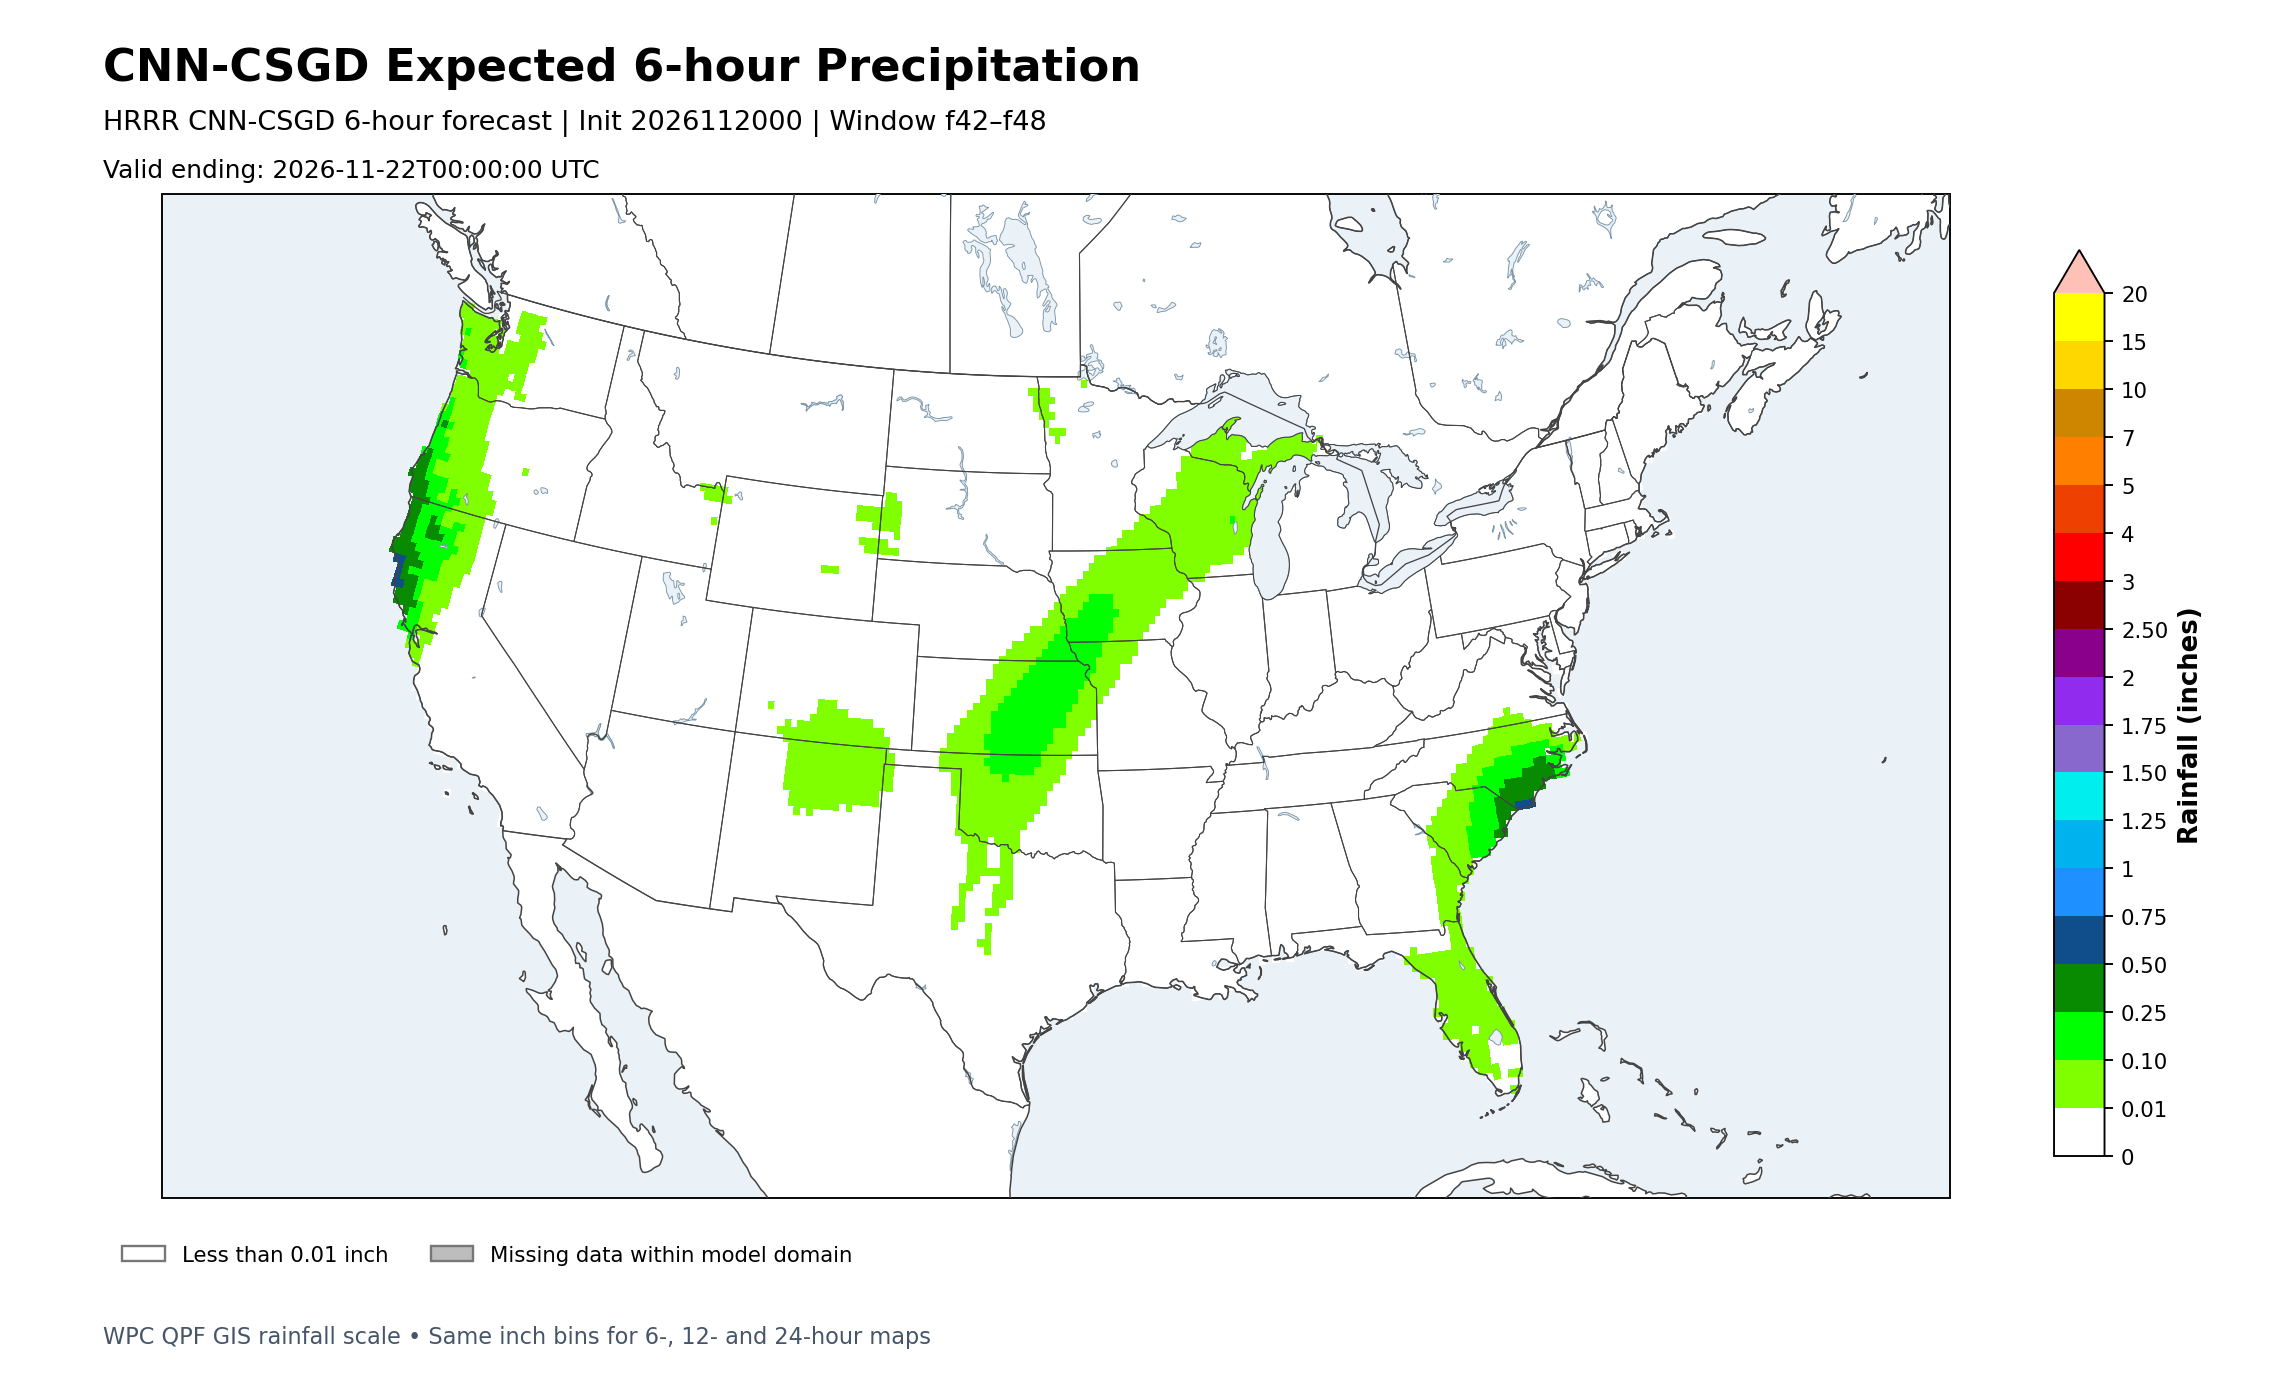 CNN-CSGD Expected 6-hour Precipitation
HRRR CNN-CSGD 6-hour forecast | Init 2026112000 | Window f42–f48
Valid ending: 2026-11-22T00:00:00 UTC
20
15
10
7
5
4
3
2.50
2
1.75
1.50
1.25
1
0.75
0.50
0.25
0.10
0.01
0
Rainfall (inches)
Less than 0.01 inch
Missing data within model domain
WPC QPF GIS rainfall scale • Same inch bins for 6-, 12- and 24-hour maps